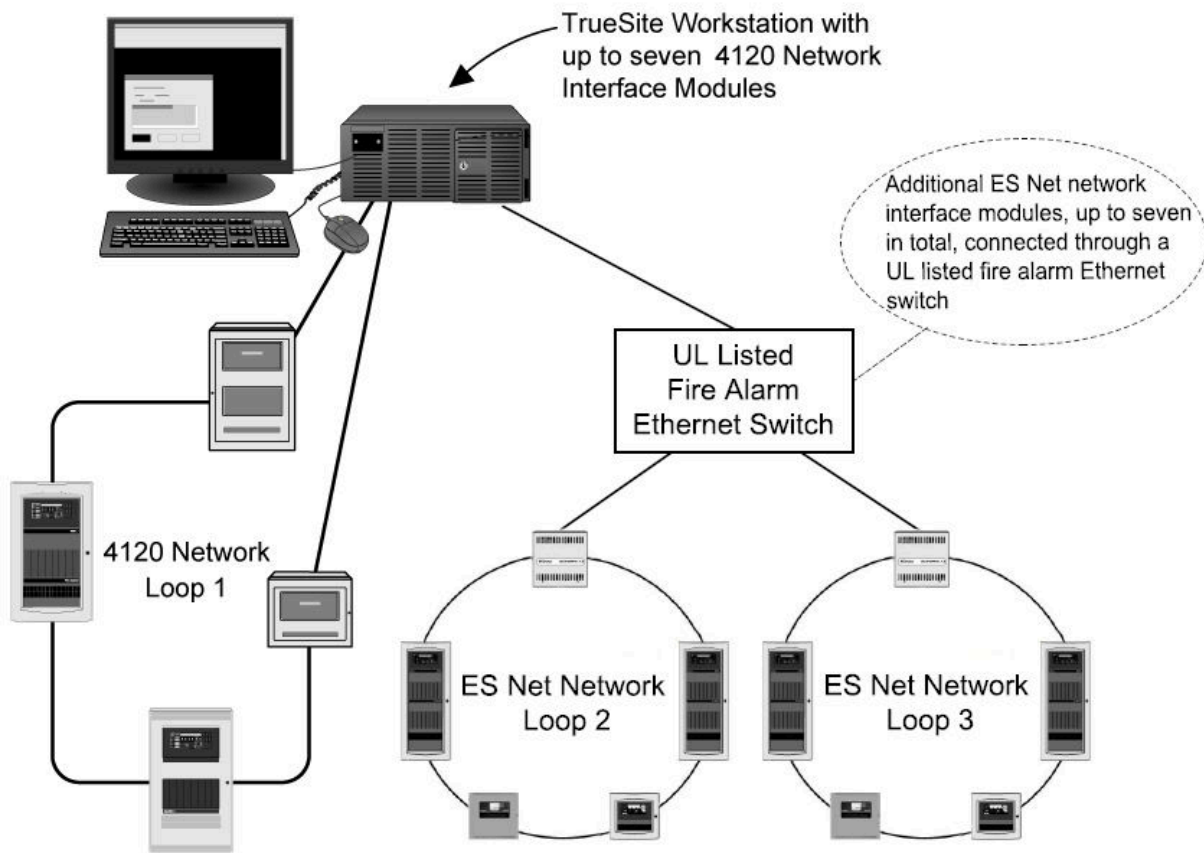 TrueSite Workstation with
up to seven 4120 Network
Interface Modules
Additional ES Net network
interface modules, up to seven
in total, connected through a
UL listed fire alarm Ethernet
switch
UL Listed
Fire Alarm
Ethernet Switch
4120 Network
Loop 1
ES Net Network
Loop 2
ES Net Network
Loop 3